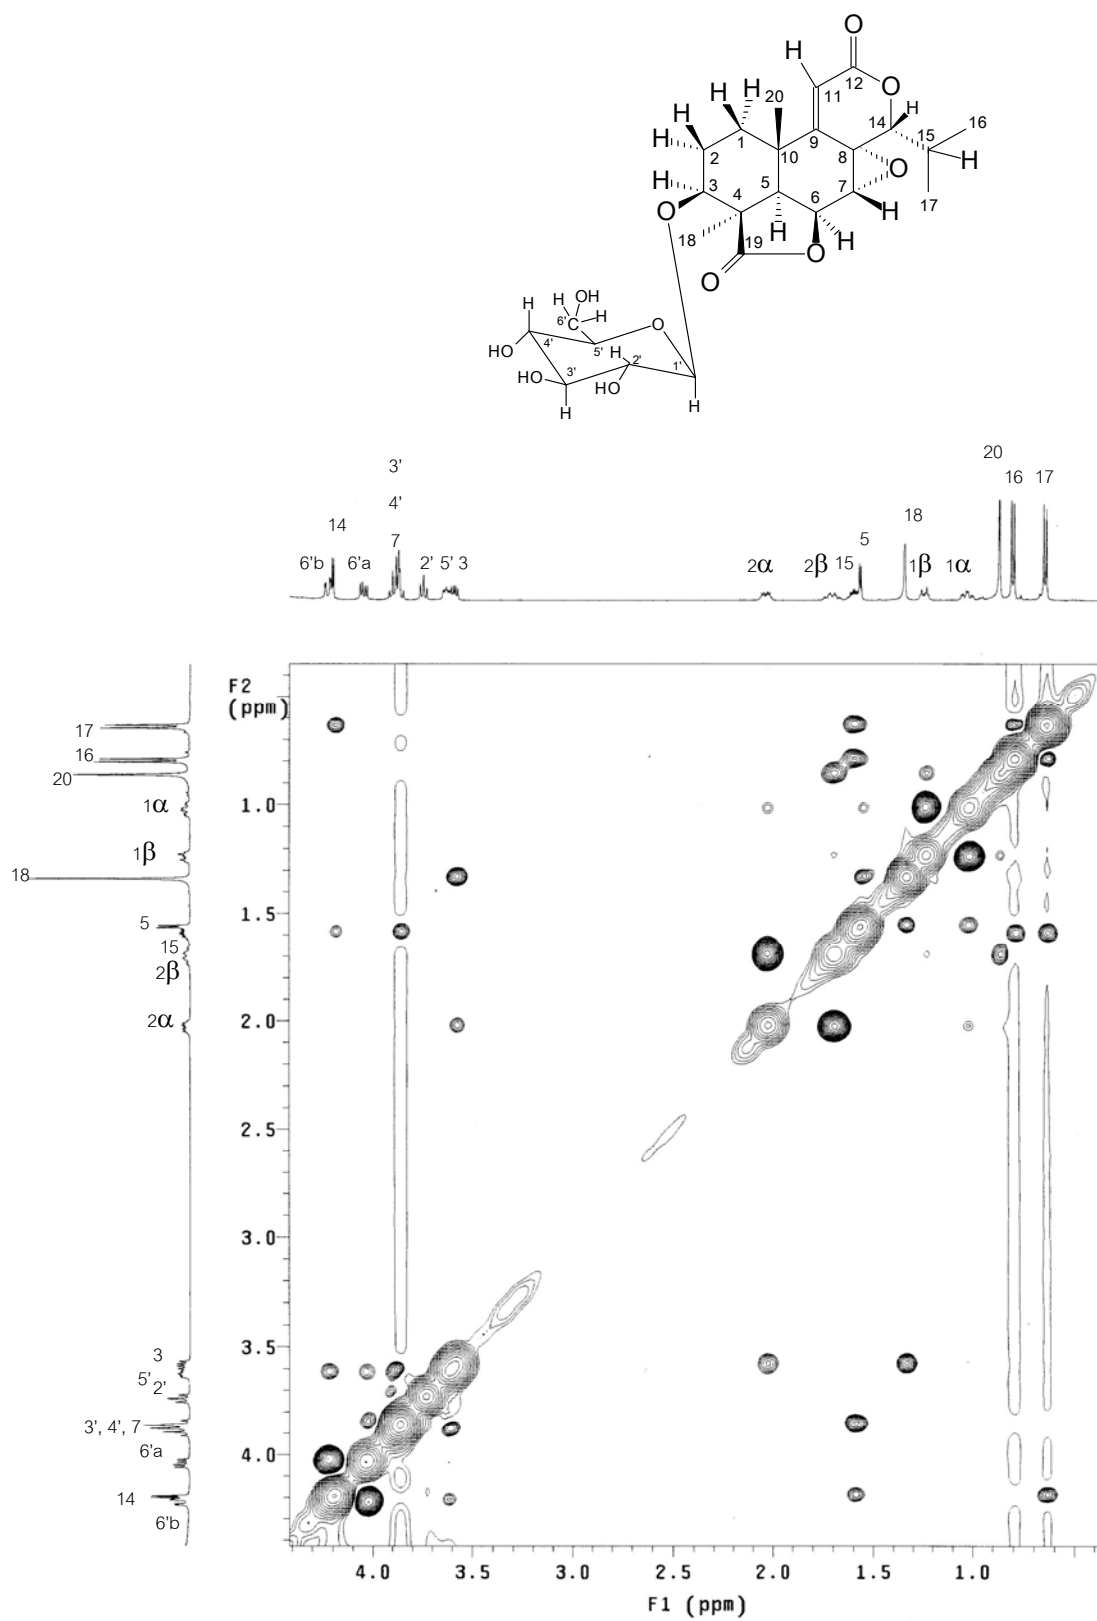 O
H
12
H
H
20
11
O
H
H
14
15
16
H
1
9
2
10
8
O
H
H
3
5
7
17
O
4
6
H
18
H
H
19
O
O
H
OH
H
6'
C
H
O
4'
5'
H
2'
HO
1'
HO
3'
HO
H
H
3'
20
4'
16
17
14
18
7
5
6'b
6'a
2'
5'
3
2α
2β
15
1β
1α
F2
(ppm)
17
16
20
1α
1.0
1β
18
1.5
5
15
2β
2α
2.0
2.5
3.0
3
3.5
5'
2'
3', 4', 7
6'a
4.0
14
6'b
4.0
3.5
3.0
2.5
2.0
1.5
1.0
F1 (ppm)